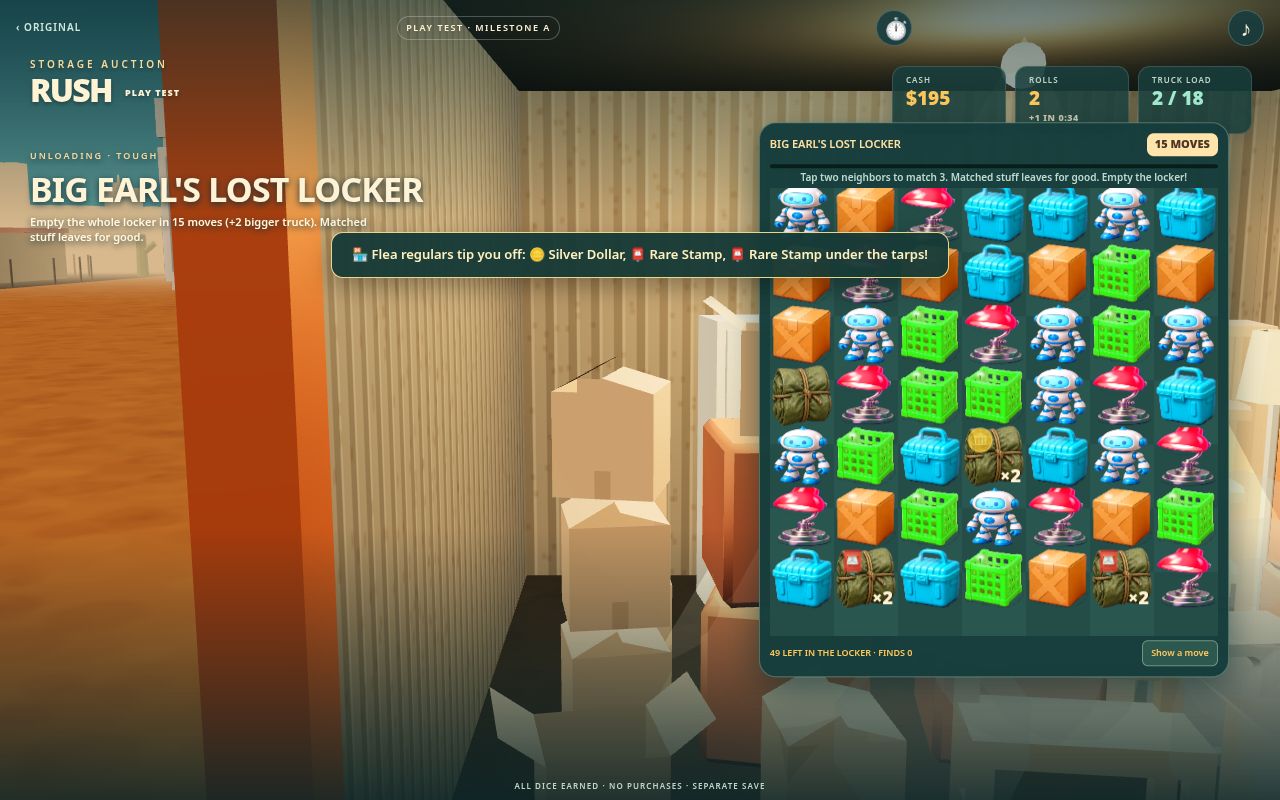 ‹ ORIGINAL
PLAY TEST · MILESTONE A
STORAGE AUCTION
RUSH PLAY TEST
CASH
$195
ROLLS
2
+1 IN 0:34
TRUCK LOAD
2 / 18
UNLOADING · TOUGH
BIG EARL'S LOST LOCKER
Empty the whole locker in 15 moves (+2 bigger truck). Matched
stuff leaves for good.
BIG EARL'S LOST LOCKER
15 MOVES
Tap two neighbors to match 3. Matched stuff leaves for good. Empty the locker!
Flea regulars tip you off: Silver Dollar, Rare Stamp, Rare Stamp under the tarps!
×2
×2
×2
49 LEFT IN THE LOCKER · FINDS 0
Show a move
ALL DICE EARNED · NO PURCHASES · SEPARATE SAVE